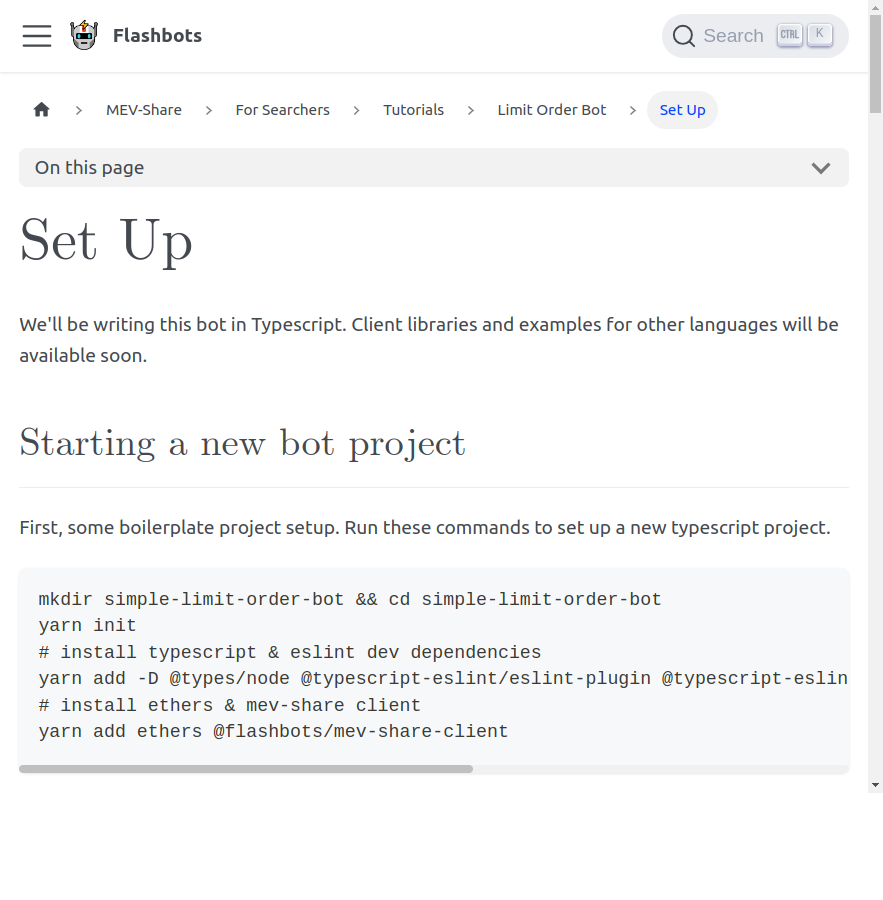 Flashbots
Search CTRL K
MEV-Share > For Searchers > Tutorials > Limit Order Bot > Set Up
On this page
Set Up
We'll be writing this bot in Typescript. Client libraries and examples for other languages will be
available soon.
Starting a new bot project
First, some boilerplate project setup. Run these commands to set up a new typescript project.
mkdir simple-limit-order-bot && cd simple-limit-order-bot
yarn init
# install typescript & eslint dev dependencies
yarn add -D @types/node @typescript-eslint/eslint-plugin @typescript-eslin
# install ethers & mev-share client
yarn add ethers @flashbots/mev-share-client